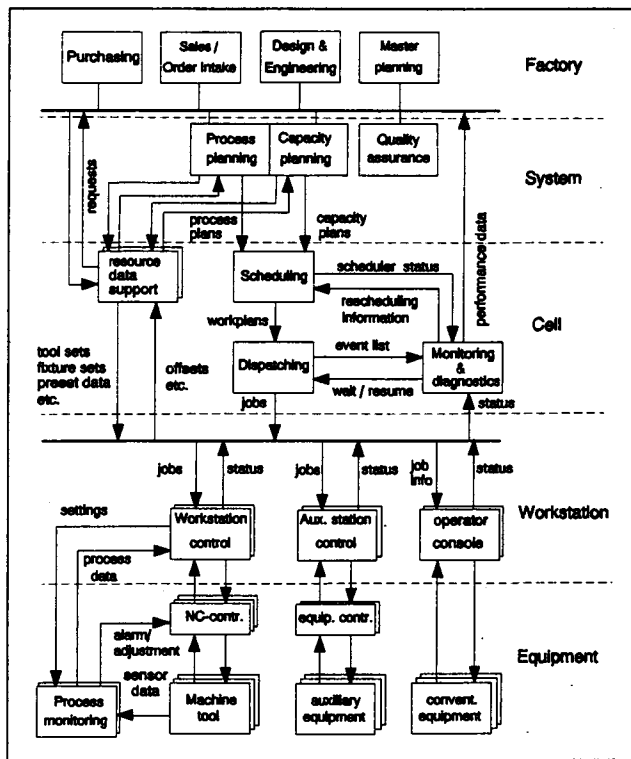 Purchasing
Sales /
Order Intake
Design &
Engineering
Master
planning
Factory
Process
planning
Capacity
planning
Quality
assurance
System
requests
process
plans
capacity
plans
performance data
resource
data
support
Scheduling
scheduler status
rescheduling
information
Cell
workplans
tool sets
fixture sets
preset data
etc.
offsets
etc.
Dispatching
event list
wait / resume
Monitoring
&
diagnostics
jobs
status
jobs
status
jobs
status
job
info
status
settings
Workstation
control
Aux. station
control
operator
console
Workstation
process
data
NC-contr.
equip. contr.
alarm/
adjustment
Equipment
sensor
data
Process
monitoring
Machine
tool
auxiliary
equipment
convent.
equipment